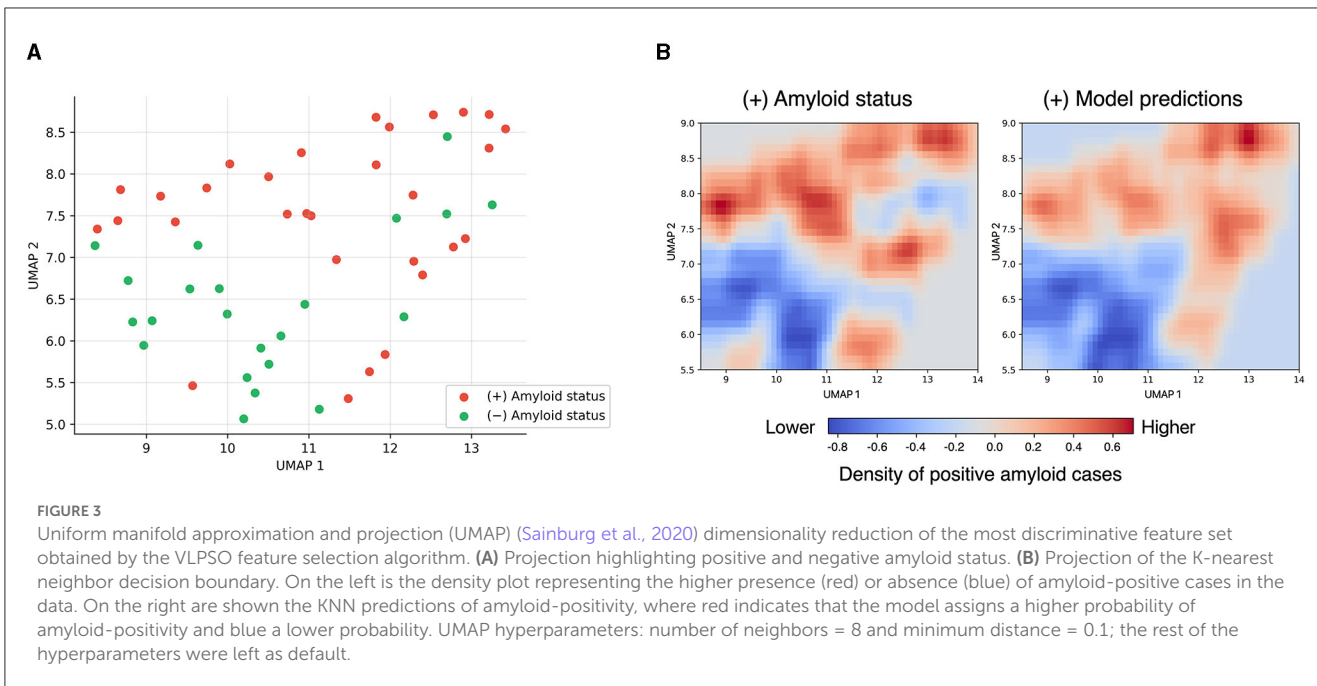 A
8.5
8.0
7.5
7.0
6.5
6.0
5.5
5.0
UMAP 2
9
10
11
12
13
UMAP 1
(+) Amyloid status
(−) Amyloid status
B
(+) Amyloid status
9.0
8.5
8.0
7.5
7.0
6.5
6.0
5.5
UMAP 2
9
10
11
12
13
14
UMAP 1
(+) Model predictions
9.0
8.5
8.0
7.5
7.0
6.5
6.0
5.5
UMAP 2
9
10
11
12
13
14
UMAP 1
Lower
Higher
-0.8
-0.6
-0.4
-0.2
0.0
0.2
0.4
0.6
Density of positive amyloid cases
FIGURE 3
Uniform manifold approximation and projection (UMAP) (Sainburg et al., 2020) dimensionality reduction of the most discriminative feature set
obtained by the VLPSO feature selection algorithm. (A) Projection highlighting positive and negative amyloid status. (B) Projection of the K-nearest
neighbor decision boundary. On the left is the density plot representing the higher presence (red) or absence (blue) of amyloid-positive cases in the
data. On the right are shown the KNN predictions of amyloid-positivity, where red indicates that the model assigns a higher probability of
amyloid-positivity and blue a lower probability. UMAP hyperparameters: number of neighbors = 8 and minimum distance = 0.1; the rest of the
hyperparameters were left as default.